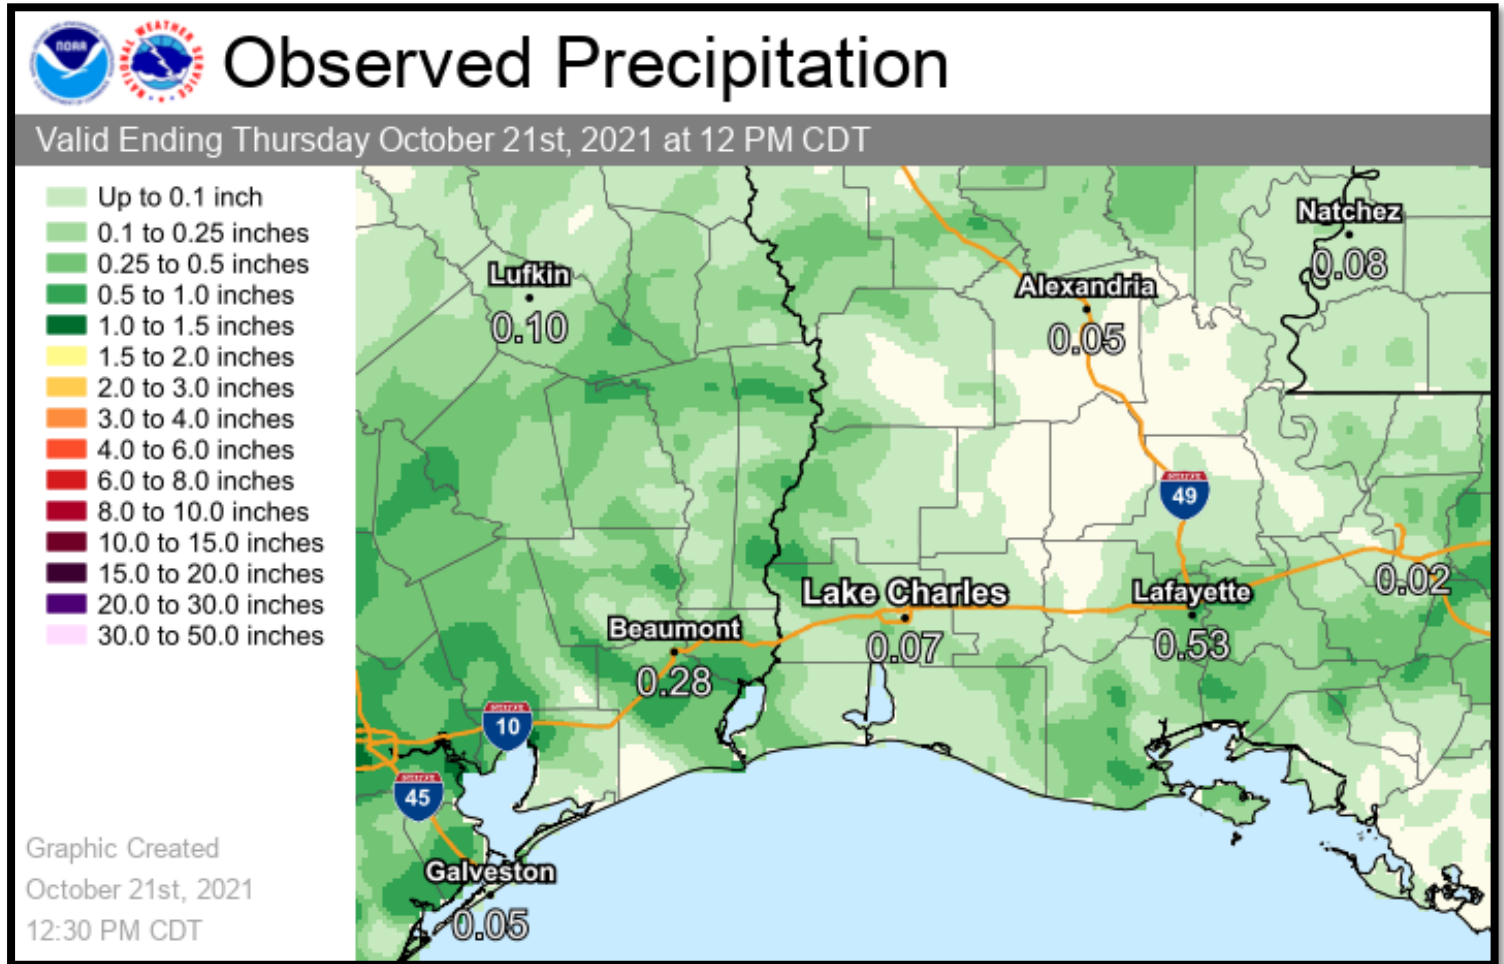 NOAA
NATIONAL WEATHER SERVICE
Observed Precipitation
Valid Ending Thursday October 21st, 2021 at 12 PM CDT
Up to 0.1 inch
0.1 to 0.25 inches
0.25 to 0.5 inches
0.5 to 1.0 inches
1.0 to 1.5 inches
1.5 to 2.0 inches
2.0 to 3.0 inches
3.0 to 4.0 inches
4.0 to 6.0 inches
6.0 to 8.0 inches
8.0 to 10.0 inches
10.0 to 15.0 inches
15.0 to 20.0 inches
20.0 to 30.0 inches
30.0 to 50.0 inches
Graphic Created
October 21st, 2021
12:30 PM CDT
Natchez
0.08
Lufkin
0.10
Alexandria
0.05
49
0.02
Lake Charles
0.07
Lafayette
0.53
Beaumont
0.28
10
45
Galveston
0.05